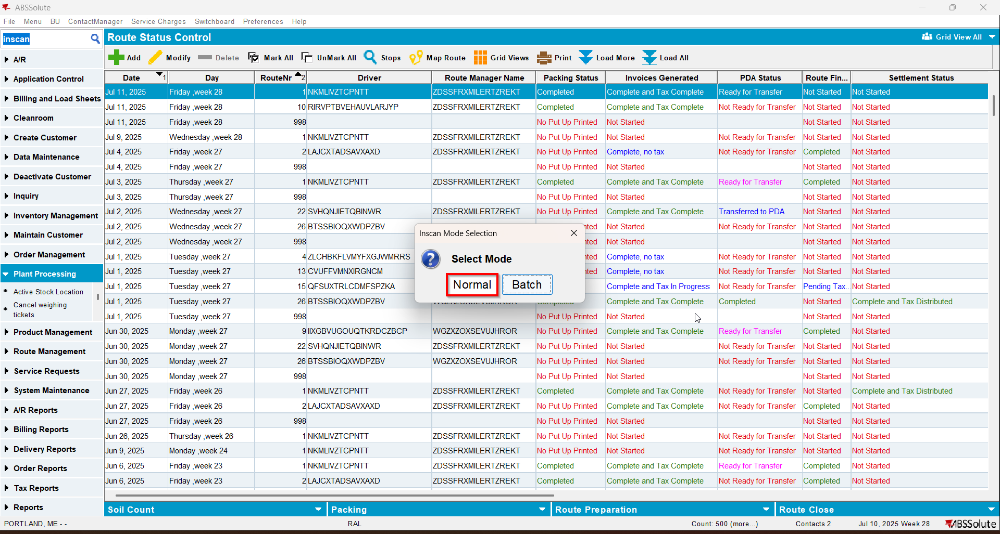 ABSSolute
File Menu BU ContactManager Service Charges Switchboard Preferences Help
inscan
Route Status Control
Grid View All
Add Modify Delete Mark All UnMark All Stops Map Route Grid Views Print Load More Load All
A/R
Application Control
Billing and Load Sheets
Cleanroom
Create Customer
Data Maintenance
Deactivate Customer
Inquiry
Inventory Management
Maintain Customer
Order Management
Plant Processing
Active Stock Location
Cancel weighing
tickets
Product Management
Route Management
Service Requests
System Maintenance
A/R Reports
Billing Reports
Delivery Reports
Order Reports
Tax Reports
Reports
Date 1 Day RouteNr 2 Driver Route Manager Name Packing Status Invoices Generated PDA Status Route Fin... Settlement Status
Jul 11, 2025 Friday ,week 28 1 NKMLIVZTCPNTT ZDSSFRXMILERTZREKT Completed Complete and Tax Complete Ready for Transfer Not Started Not Started
Jul 11, 2025 Friday ,week 28 10 RIRVPTBVEHAUVLARJYP ZDSSFRXMILERTZREKT Completed Complete and Tax Complete Not Ready for Transfer Not Started Not Started
Jul 11, 2025 Friday ,week 28 998 No Put Up Printed Not Started Not Started Not Started
Jul 9, 2025 Wednesday ,week 28 1 NKMLIVZTCPNTT ZDSSFRXMILERTZREKT No Put Up Printed Not Started Not Ready for Transfer Not Started Not Started
Jul 4, 2025 Friday ,week 27 2 LAJCXTADSAVXAXD ZDSSFRXMILERTZREKT No Put Up Printed Complete, no tax Not Ready for Transfer Completed Not Started
Jul 4, 2025 Friday ,week 27 998 No Put Up Printed Not Started Not Started Not Started
Jul 3, 2025 Thursday ,week 27 1 NKMLIVZTCPNTT ZDSSFRXMILERTZREKT Completed Complete and Tax Complete Ready for Transfer Completed Not Started
Jul 3, 2025 Thursday ,week 27 998 No Put Up Printed Not Started Not Started Not Started
Jul 2, 2025 Wednesday ,week 27 22 SVHQNJIETQBINWR ZDSSFRXMILERTZREKT No Put Up Printed Complete and Tax Complete Transferred to PDA Not Started Not Started
Jul 2, 2025 Wednesday ,week 27 26 BTSSBIOQXWDPZBV nted Not Started Not Ready for Transfer Not Started Not Started
Jul 2, 2025 Wednesday ,week 27 998 nted Not Started Not Started Not Started
Jul 1, 2025 Tuesday ,week 27 4 ZLCHBKFLVMYFXGJWMRRS nted Complete, no tax Not Ready for Transfer Not Started Not Started
Jul 1, 2025 Tuesday ,week 27 13 CVUFFVMNXIRGNCM nted Complete, no tax Not Ready for Transfer Not Started Not Started
Jul 1, 2025 Tuesday ,week 27 15 QFSUXTRLCDMFSPZKA Complete and Tax In Progress Not Ready for Transfer Pending Tax... Not Started
Jul 1, 2025 Tuesday ,week 27 26 BTSSBIOQXWDPZBV Completed Complete and Tax Complete Completed Not Started Complete and Tax Distributed
Jul 1, 2025 Tuesday ,week 27 998 No Put Up Printed Not Started Not Started Not Started
Jun 30, 2025 Monday ,week 27 9 IIXGBVUGOUQTKRDCZBCP WGZXZOXSEVUJHROR No Put Up Printed Complete and Tax Complete Ready for Transfer Completed Not Started
Jun 30, 2025 Monday ,week 27 22 SVHQNJIETQBINWR ZDSSFRXMILERTZREKT No Put Up Printed Not Started Not Ready for Transfer Not Started Not Started
Jun 30, 2025 Monday ,week 27 26 BTSSBIOQXWDPZBV WGZXZOXSEVUJHROR No Put Up Printed Not Started Not Ready for Transfer Not Started Not Started
Jun 30, 2025 Monday ,week 27 998 No Put Up Printed Not Started Not Started Not Started
Jun 27, 2025 Friday ,week 26 1 NKMLIVZTCPNTT ZDSSFRXMILERTZREKT Completed Complete and Tax Complete Not Ready for Transfer Not Started Complete and Tax Distributed
Jun 27, 2025 Friday ,week 26 2 LAJCXTADSAVXAXD ZDSSFRXMILERTZREKT No Put Up Printed Complete and Tax Complete Not Ready for Transfer Completed Not Started
Jun 27, 2025 Friday ,week 26 998 No Put Up Printed Not Started Not Started Not Started
Jun 26, 2025 Thursday ,week 26 1 NKMLIVZTCPNTT ZDSSFRXMILERTZREKT No Put Up Printed Not Started Not Ready for Transfer Not Started Not Started
Jun 9, 2025 Monday ,week 24 1 NKMLIVZTCPNTT ZDSSFRXMILERTZREKT No Put Up Printed Not Started Not Ready for Transfer Not Started Not Started
Jun 6, 2025 Friday ,week 23 1 NKMLIVZTCPNTT ZDSSFRXMILERTZREKT Completed Complete and Tax Complete Ready for Transfer Completed Not Started
Jun 6, 2025 Friday ,week 23 2 LAJCXTADSAVXAXD ZDSSFRXMILERTZREKT Completed Complete and Tax Complete Not Ready for Transfer Completed Not Started
Inscan Mode Selection
Select Mode
Normal Batch
Soil Count Packing Route Preparation Route Close
PORTLAND, ME - - RAL Count: 500 (more...) Contacts 2 Jul 10, 2025 Week 28 ABSSolute